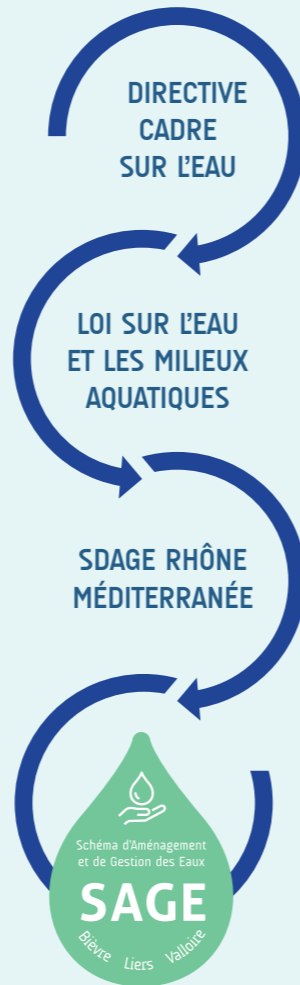 DIRECTIVE
CADRE
SUR L'EAU
LOI SUR L'EAU
ET LES MILIEUX
AQUATIQUES
SDAGE RHÔNE
MÉDITERRANÉE
Schéma d'Aménagement
et de Gestion des Eaux
SAGE
Bièvre Liers Valloire